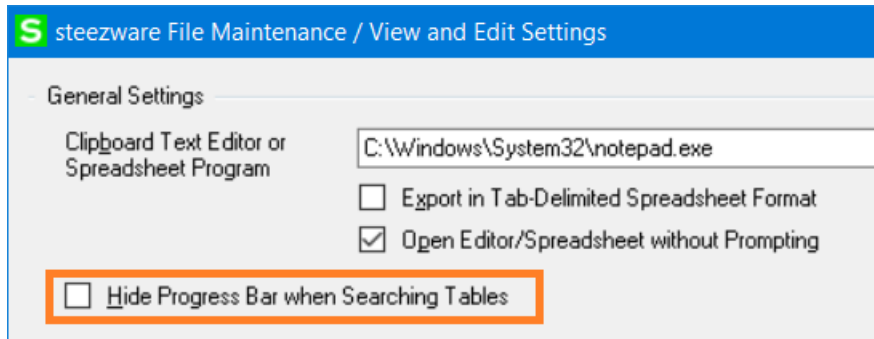 S steezware File Maintenance / View and Edit Settings
General Settings
Clipboard Text Editor or
Spreadsheet Program
C:\Windows\System32\notepad.exe
Export in Tab-Delimited Spreadsheet Format
Open Editor/Spreadsheet without Prompting
Hide Progress Bar when Searching Tables